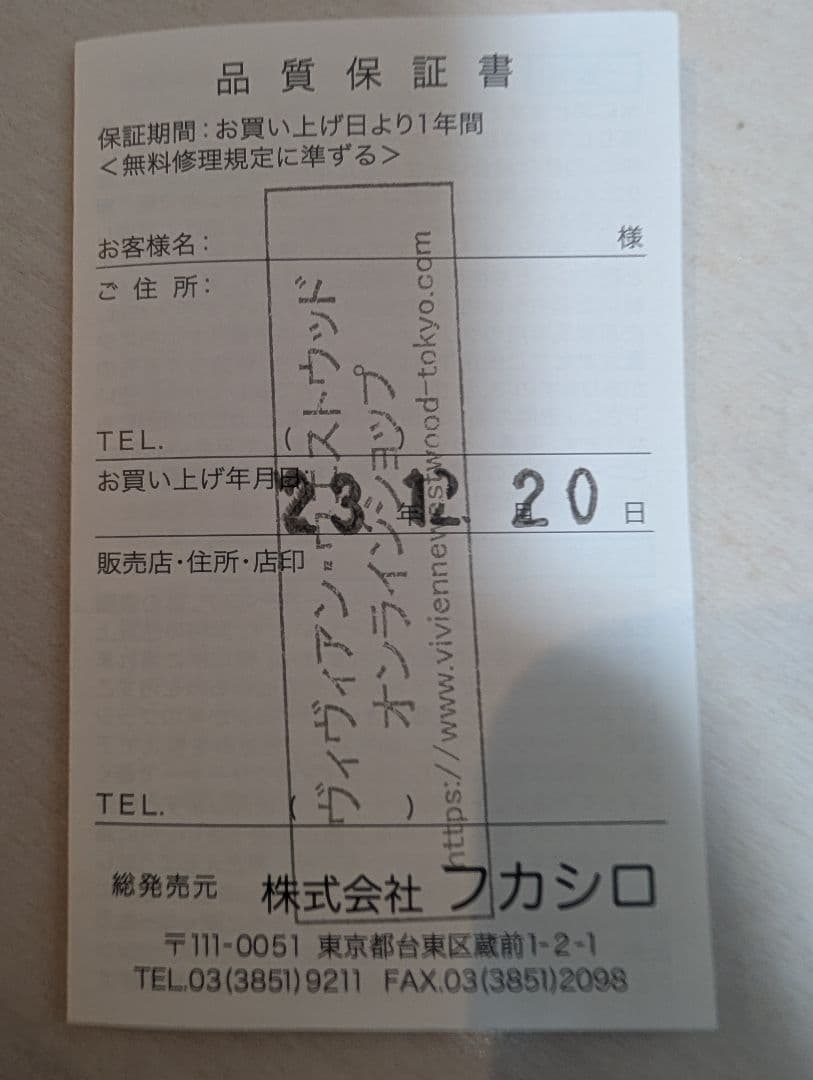 品質保証書
保証期間：お買い上げ日より1年間
＜無料修理規定に準ずる＞
お客様名： 様
ご住所：
TEL. ( )
お買い上げ年月日： 23年 12月 20日
販売店・住所・店印
ヴィヴィアン・ウエストウッド
オンラインショップ
https://www.viviennewestwood-tokyo.com
TEL. ( )
総発売元 株式会社 フカシロ
〒111-0051 東京都台東区蔵前1-2-1
TEL.03(3851)9211 FAX.03(3851)2098